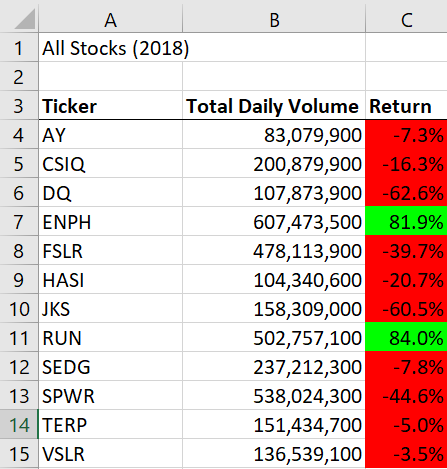 A B C
1 All Stocks (2018)
2
3 Ticker Total Daily Volume Return
4 AY 83,079,900 -7.3%
5 CSIQ 200,879,900 -16.3%
6 DQ 107,873,900 -62.6%
7 ENPH 607,473,500 81.9%
8 FSLR 478,113,900 -39.7%
9 HASI 104,340,600 -20.7%
10 JKS 158,309,000 -60.5%
11 RUN 502,757,100 84.0%
12 SEDG 237,212,300 -7.8%
13 SPWR 538,024,300 -44.6%
14 TERP 151,434,700 -5.0%
15 VSLR 136,539,100 -3.5%